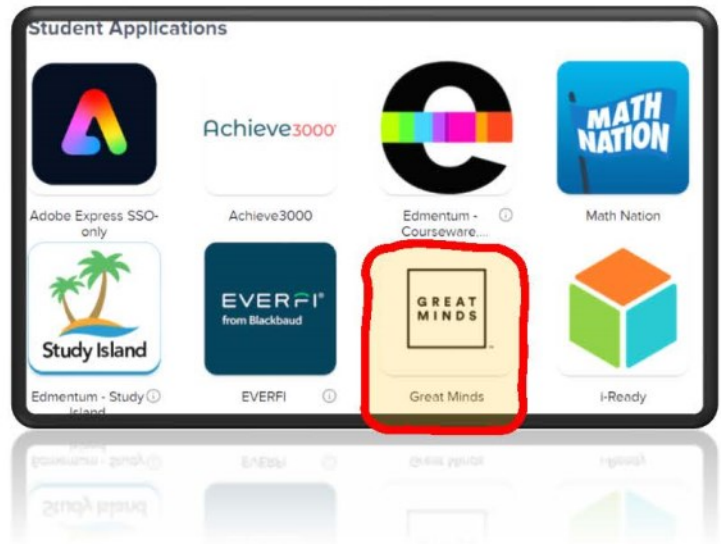 Student Applications
Achieve3000
MATH
NATION
Adobe Express SSO-
only
Achieve3000
Edmentum -
Courseware,...
Math Nation
Study Island
EVERFI
from Blackbaud
GREAT
MINDS
Edmentum - Study
Island
EVERFI
Great Minds
i-Ready